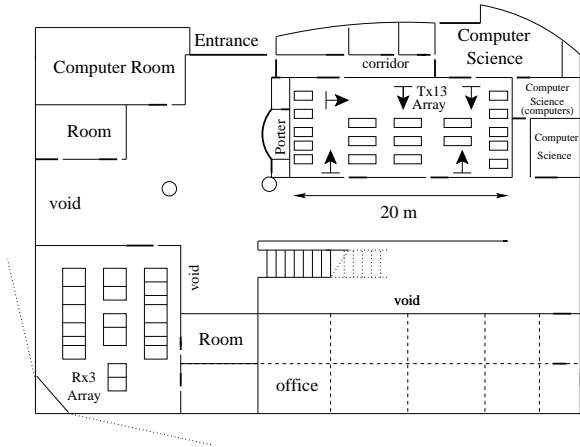 Entrance
Computer
Science
Computer Room
corridor
Tx13
Array
Computer
Science
(computers)
Room
Porter
Computer
Science
void
20 m
void
void
Room
Rx3
Array
office